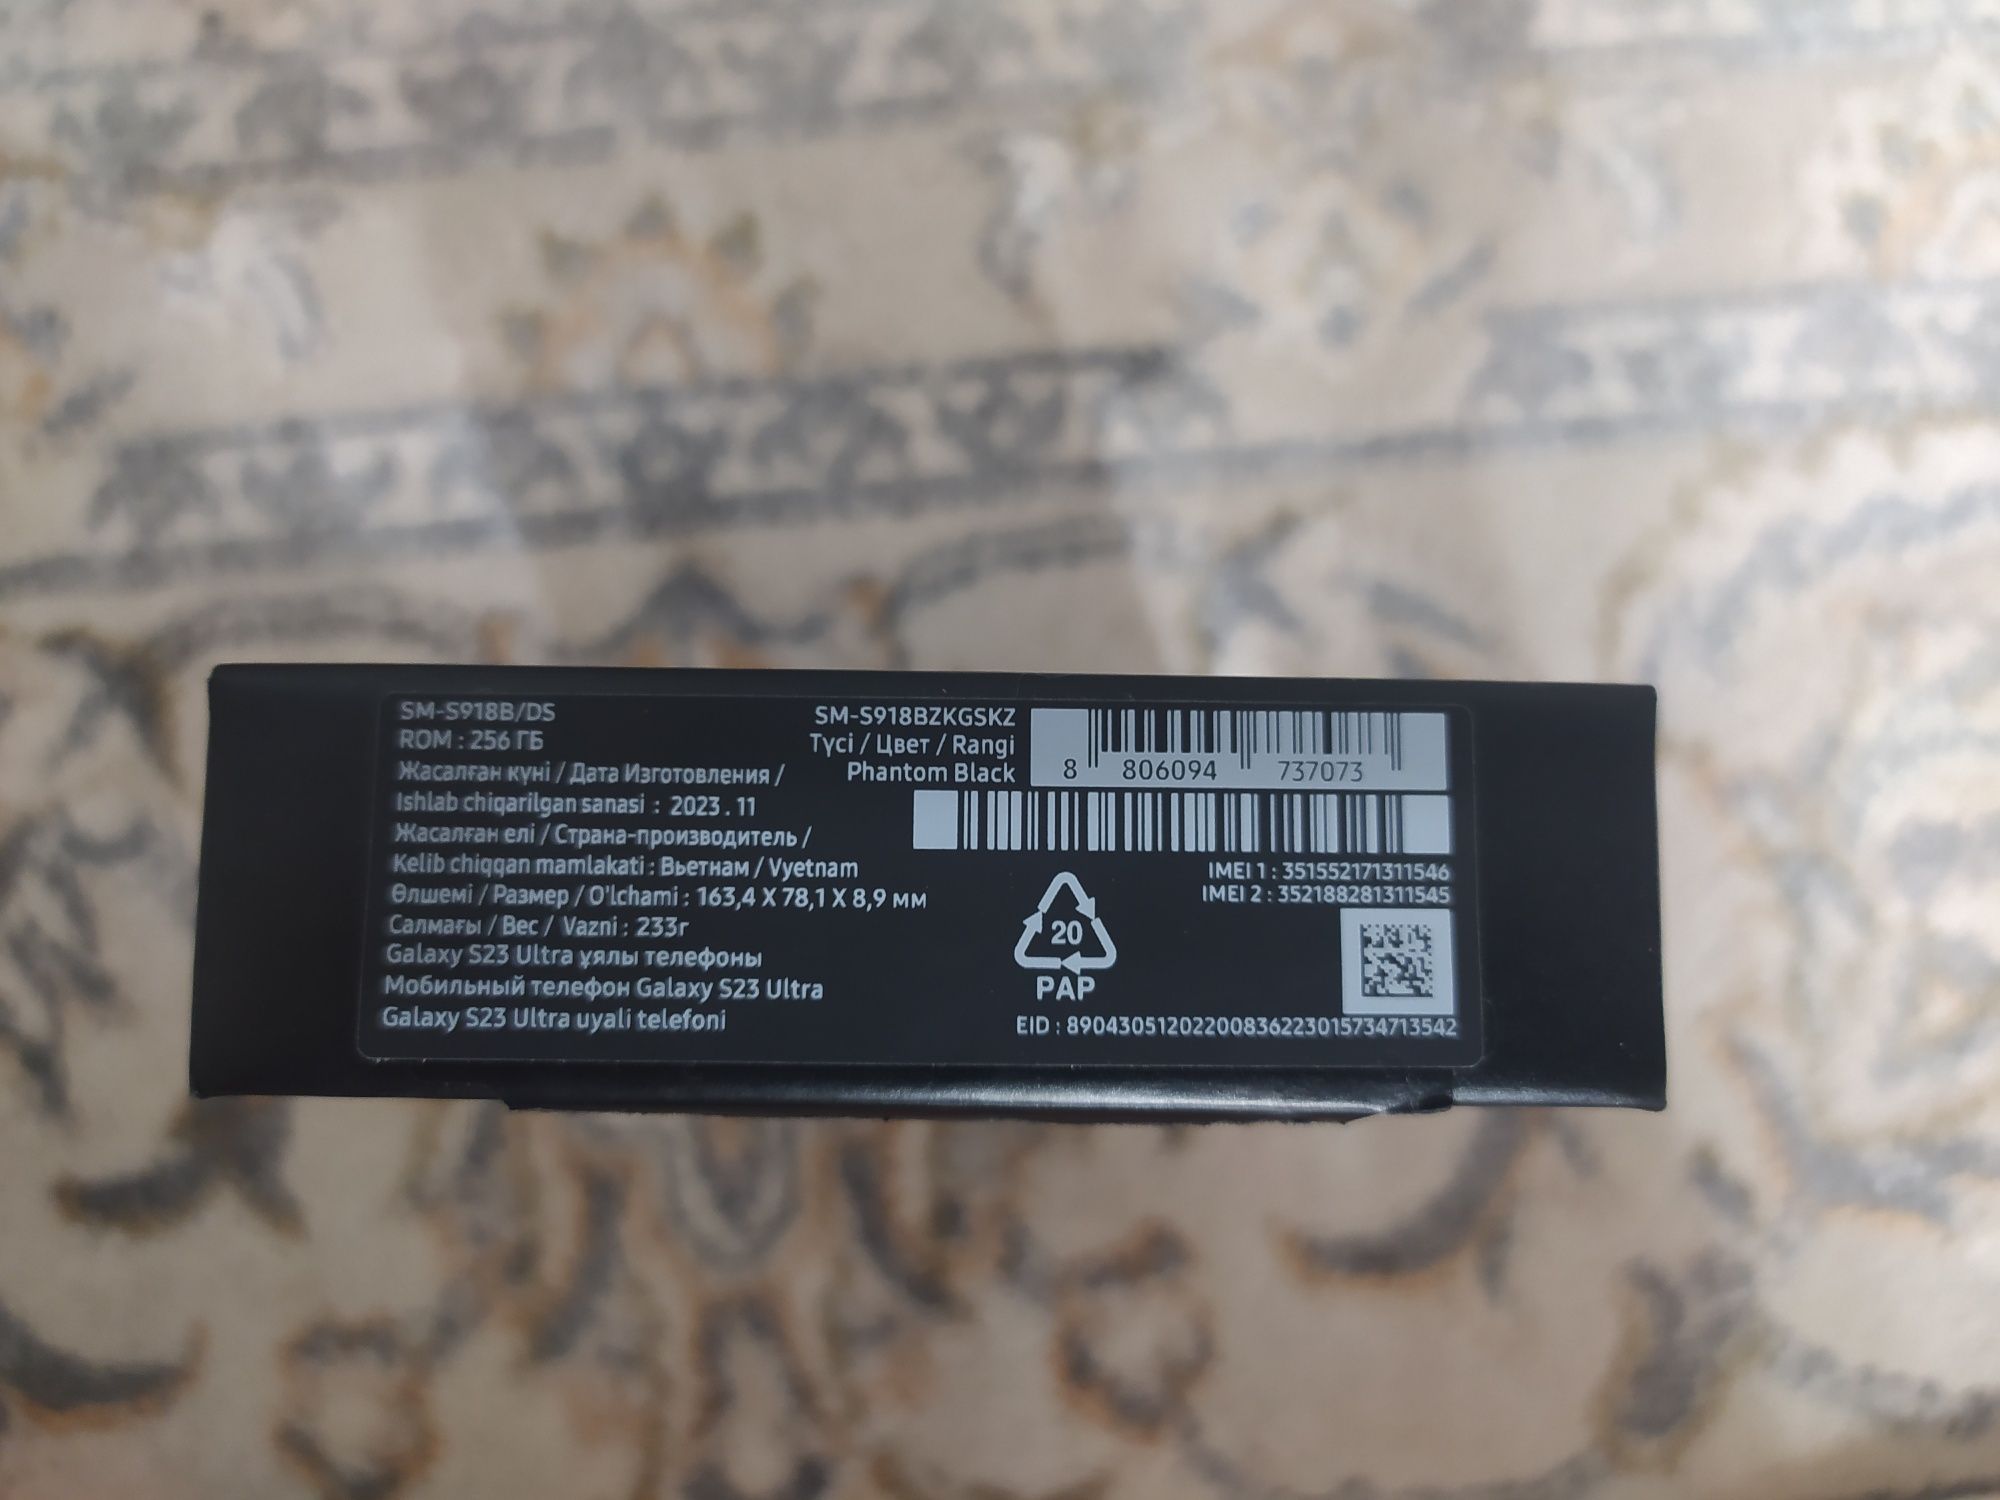 SM-S918B/DS
ROM : 256 ГБ
Жасалған күні / Дата Изготовления /
Ishlab chiqarilgan sanasi : 2023 . 11
Жасалған елі / Страна-производитель /
Kelib chiqqan mamlakati : Вьетнам / Vyetnam
Өлшемі / Размер / O'lchami : 163,4 X 78,1 X 8,9 мм
Салмағы / Вес / Vazni : 233г
Galaxy S23 Ultra ұялы телефоны
Мобильный телефон Galaxy S23 Ultra
Galaxy S23 Ultra uyali telefoni
SM-S918BZKGSKZ
Түсі / Цвет / Rangi
Phantom Black
8 806094 737073
IMEI 1 : 351552171311546
IMEI 2 : 352188281311545
20
PAP
EID : 89043051202200836223015734713542